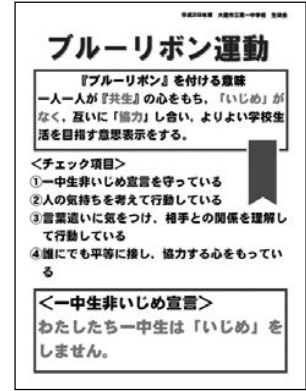 平成29年度 大館市立第一中学校 生徒会
ブルーリボン運動
『ブルーリボン』を付ける意味
一人一人が『共生』の心をもち,「いじめ」が
なく,互いに「協力」し合い,よりよい学校生
活を目指す意思表示をする。
<チェック項目>
①一中生非いじめ宣言を守っている
②人の気持ちを考えて行動している
③言葉遣いに気をつけ,相手との関係を理解し
て行動している
④誰にでも平等に接し,協力する心をもってい
る
<一中生非いじめ宣言>
わたしたち一中生は「いじめ」を
しません。